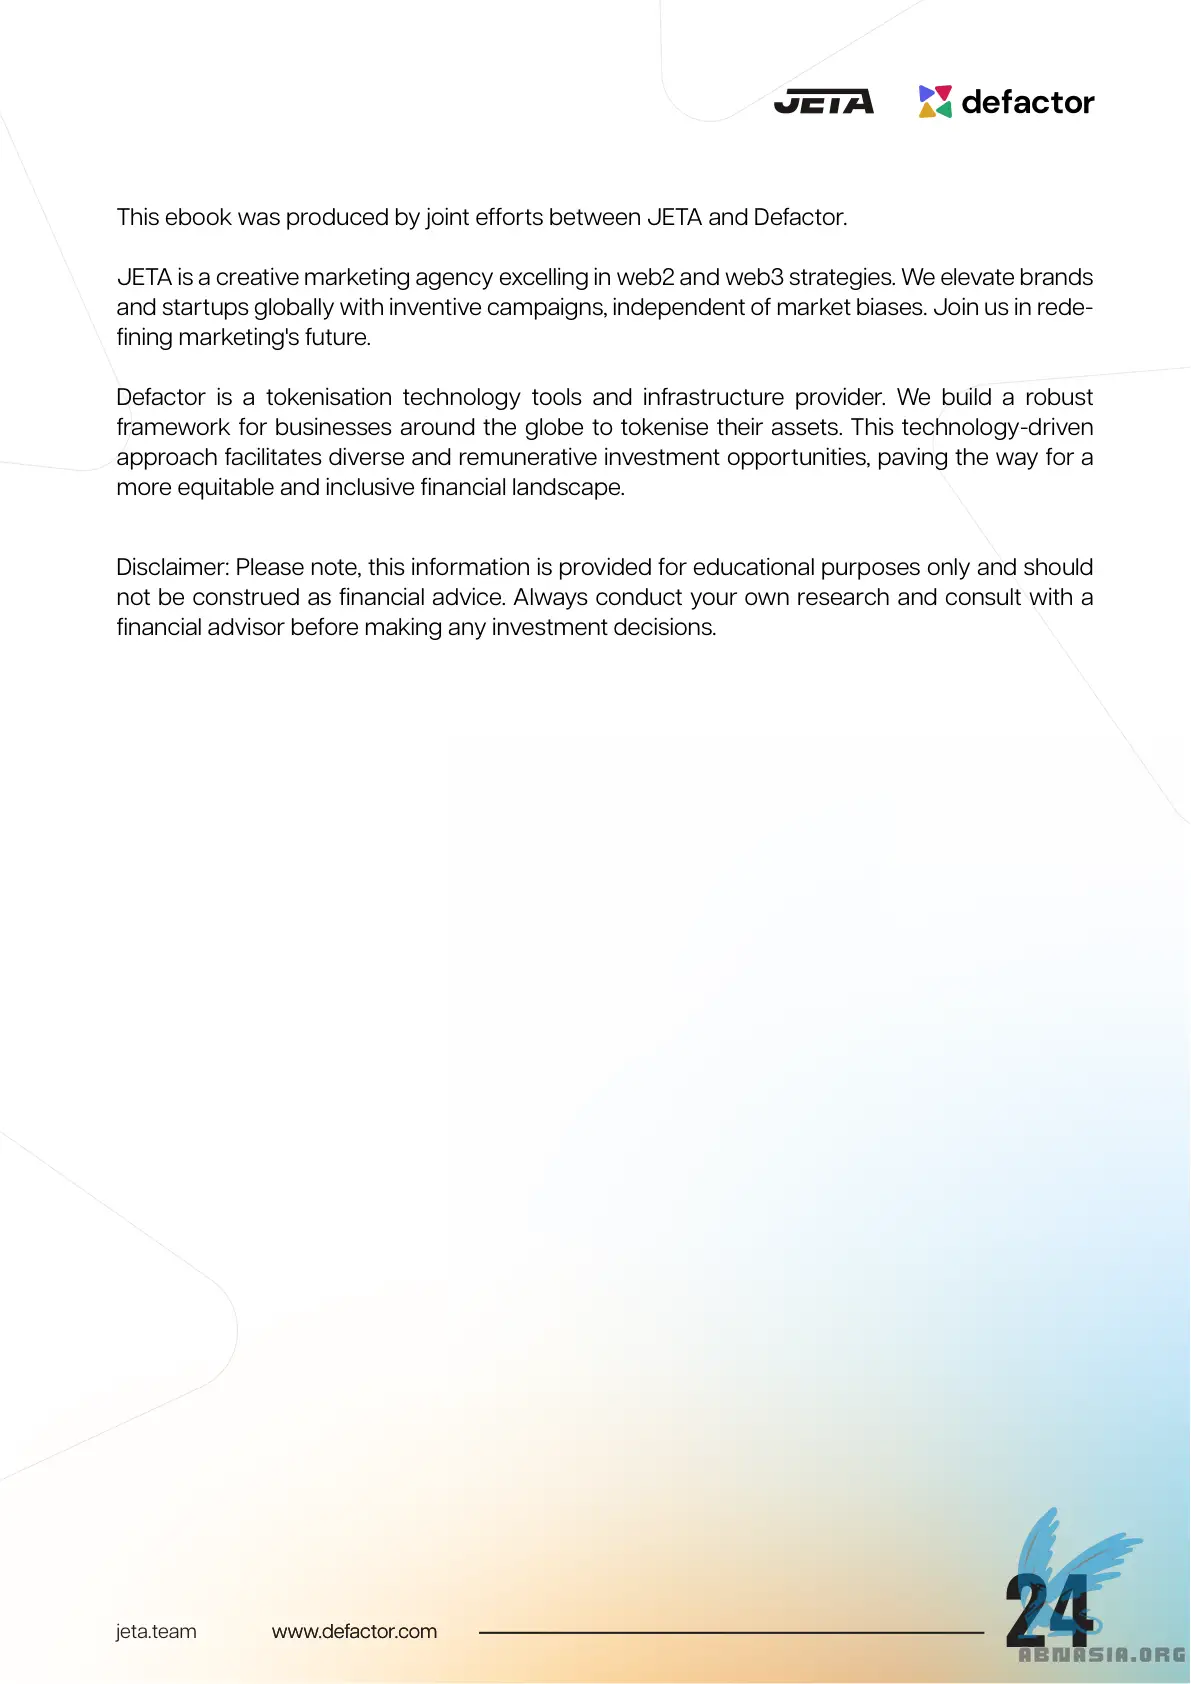 JETA defactor
This ebook was produced by joint efforts between JETA and Defactor.
JETA is a creative marketing agency excelling in web2 and web3 strategies. We elevate brands
and startups globally with inventive campaigns, independent of market biases. Join us in rede-
fining marketing's future.
Defactor is a tokenisation technology tools and infrastructure provider. We build a robust
framework for businesses around the globe to tokenise their assets. This technology-driven
approach facilitates diverse and remunerative investment opportunities, paving the way for a
more equitable and inclusive financial landscape.
Disclaimer: Please note, this information is provided for educational purposes only and should
not be construed as financial advice. Always conduct your own research and consult with a
financial advisor before making any investment decisions.
jeta.team www.defactor.com 24
ABNASIA.ORG